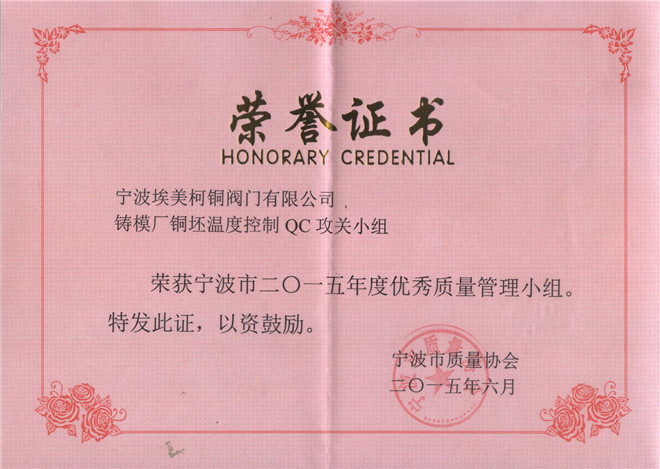 荣誉证书
HONORARY CREDENTIAL
宁波埃美柯铜阀门有限公司、
铸模厂铜坯温度控制 QC 攻关小组
荣获宁波市二〇一五年度优秀质量管理小组。
特发此证，以资鼓励。
宁波市质量协会
二〇一五年六月